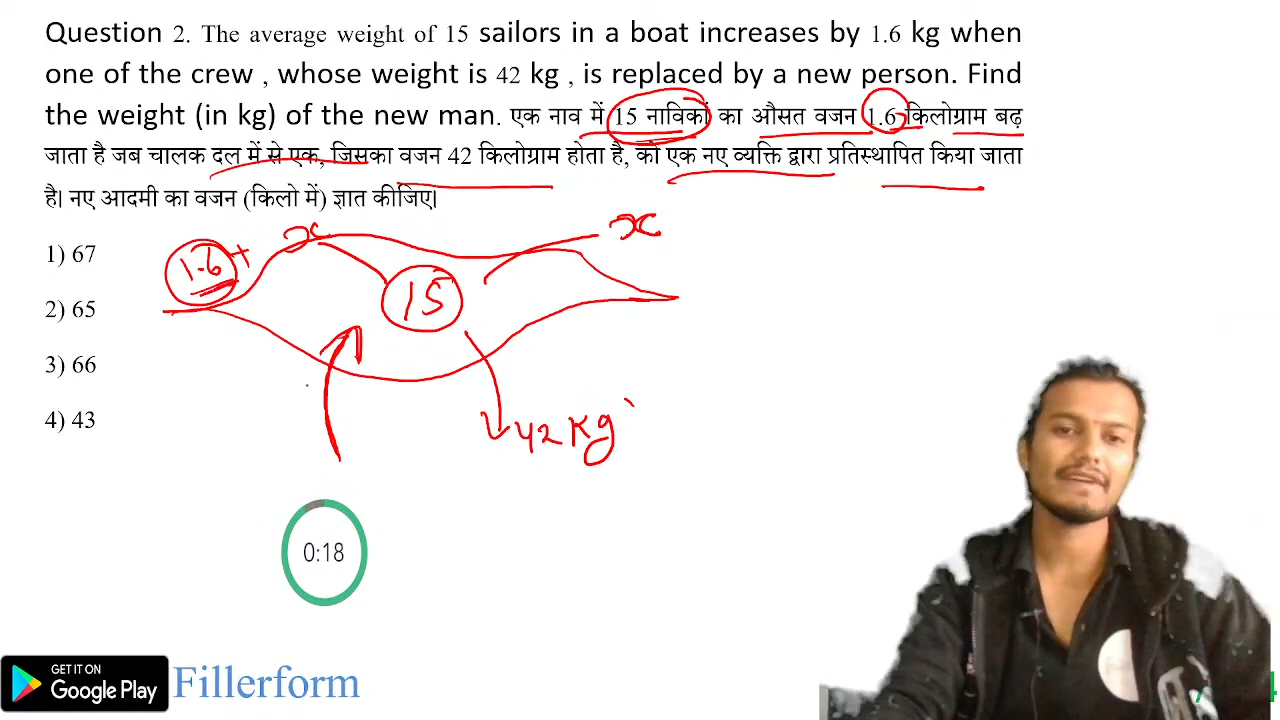 Question 2. The average weight of 15 sailors in a boat increases by 1.6 kg when
one of the crew , whose weight is 42 kg , is replaced by a new person. Find
the weight (in kg) of the new man. एक नाव में 15 नाविकों का औसत वजन 1.6 किलोग्राम बढ़
जाता है जब चालक दल में से एक, जिसका वजन 42 किलोग्राम होता है, को एक नए व्यक्ति द्वारा प्रतिस्थापित किया जाता
है। नए आदमी का वजन (किलो में) ज्ञात कीजिए।
x
x
1.6 +
1) 67
15
2) 65
3) 66
4) 43
42 kg
0:18
GET IT ON
Google Play
Fillerform